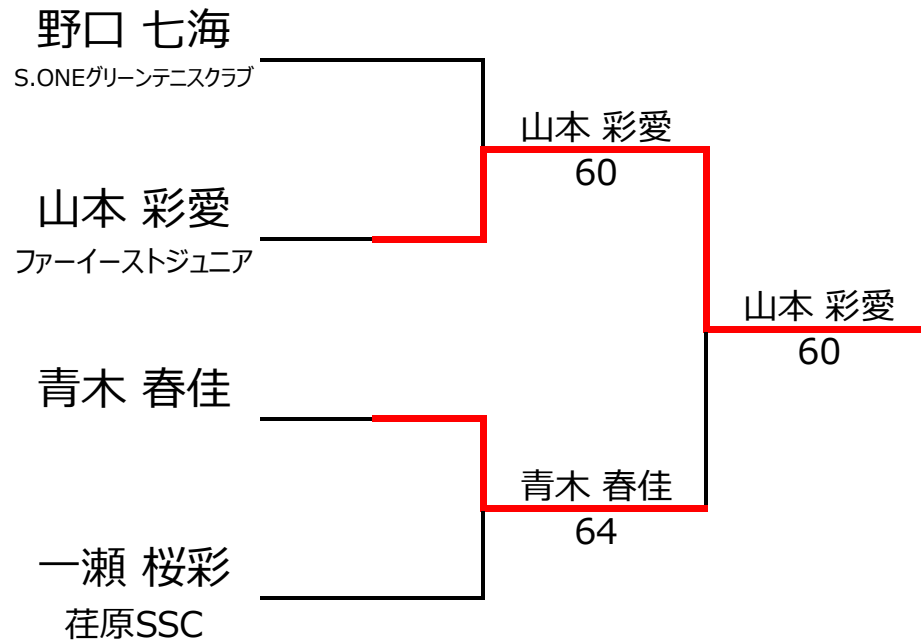 野口 七海
S.ONEグリーンテニスクラブ
山本 彩愛
60
山本 彩愛
ファーイーストジュニア
山本 彩愛
60
青木 春佳
青木 春佳
64
一瀬 桜彩
荏原SSC